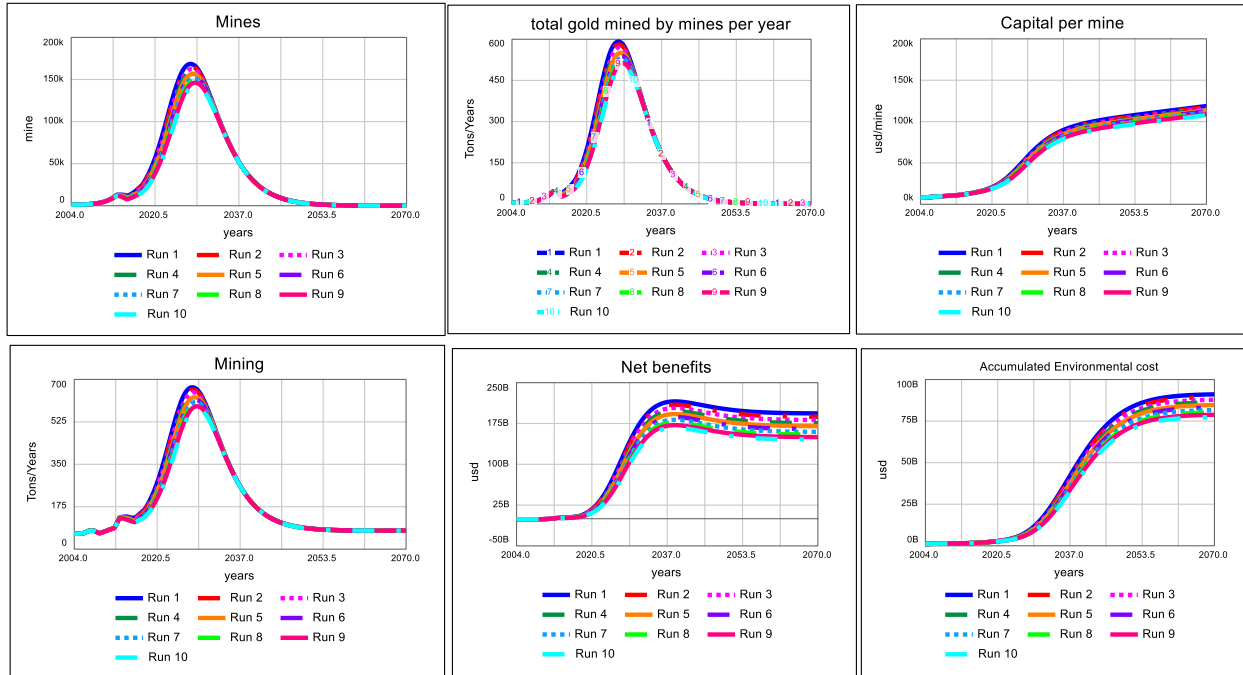 Mines
200k
150k
mine
100k
50k
0
2004.0 2020.5 2037.0 2053.5 2070.0
years
Run 1 Run 2 Run 3
Run 4 Run 5 Run 6
Run 7 Run 8 Run 9
Run 10
total gold mined by mines per year
600
450
Tons/Years
300
150
0
2004.0 2020.5 2037.0 2053.5 2070.0
years
1 Run 1 2 Run 2 3 Run 3
4 Run 4 5 Run 5 6 Run 6
7 Run 7 8 Run 8 9 Run 9
10 Run 10
Capital per mine
200k
150k
usd/mine
100k
50k
0k
2004.0 2020.5 2037.0 2053.5 2070.0
years
Run 1 Run 2 Run 3
Run 4 Run 5 Run 6
Run 7 Run 8 Run 9
Run 10
Mining
700
525
Tons/Years
350
175
0
2004.0 2020.5 2037.0 2053.5 2070.0
years
Run 1 Run 2 Run 3
Run 4 Run 5 Run 6
Run 7 Run 8 Run 9
Run 10
Net benefits
250B
175B
usd
100B
25B
-50B
2004.0 2020.5 2037.0 2053.5 2070.0
years
Run 1 Run 2 Run 3
Run 4 Run 5 Run 6
Run 7 Run 8 Run 9
Run 10
Accumulated Environmental cost
100B
75B
usd
50B
25B
0B
2004.0 2020.5 2037.0 2053.5 2070.0
years
Run 1 Run 2 Run 3
Run 4 Run 5 Run 6
Run 7 Run 8 Run 9
Run 10